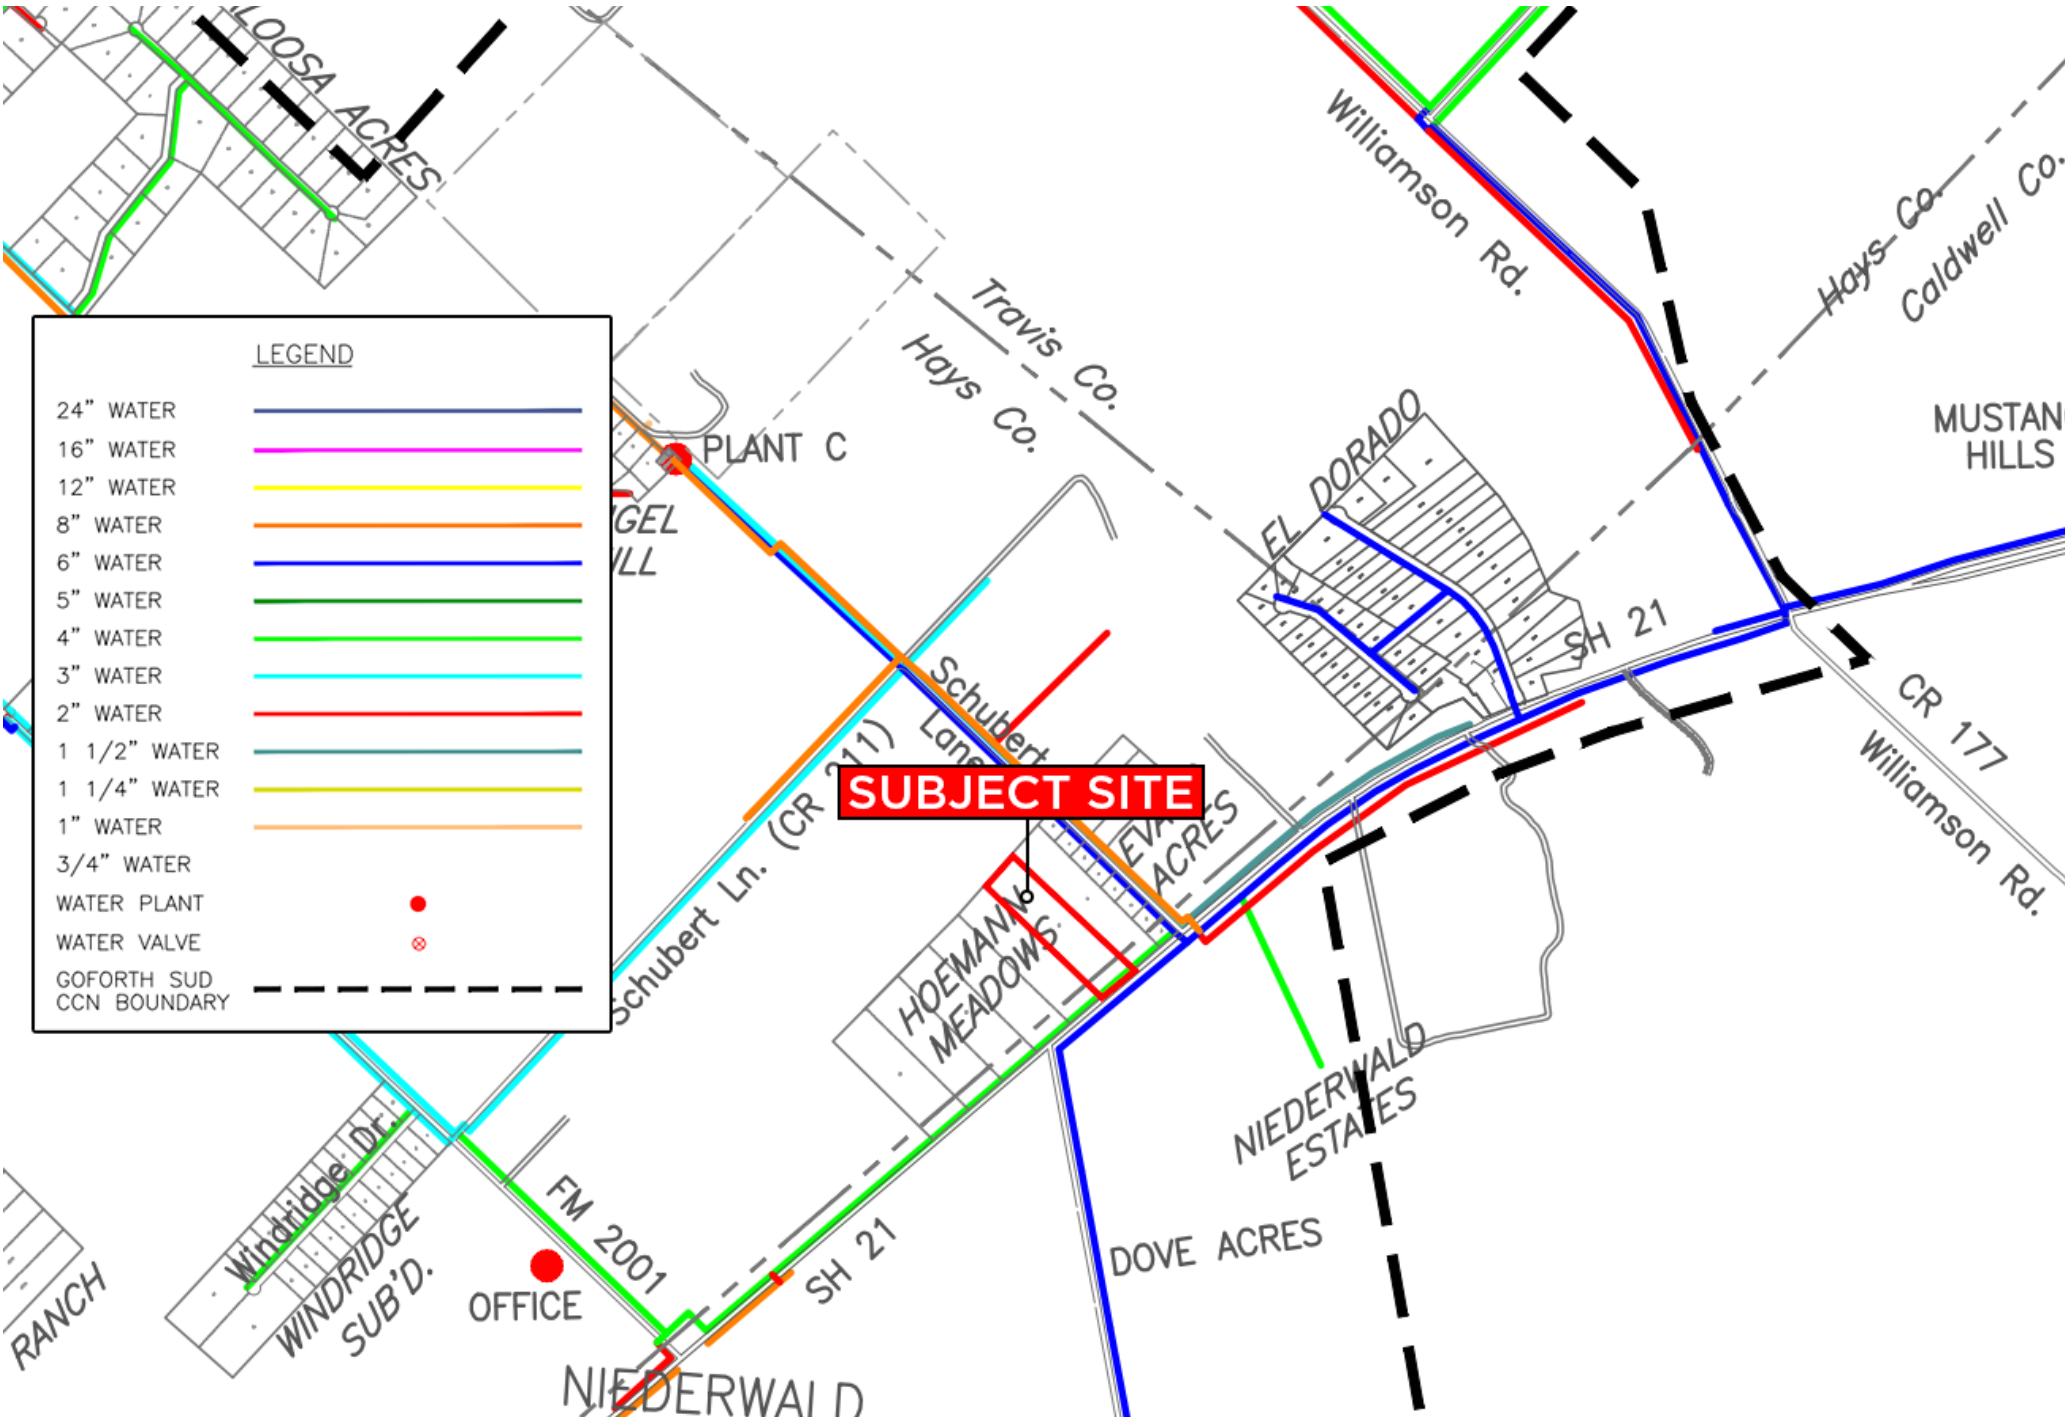 LOOSA ACRES
Williamson Rd.
Hays Co.
Caldwell Co.
Travis Co.
Hays Co.
LEGEND
24" WATER
16" WATER
12" WATER
8" WATER
6" WATER
5" WATER
4" WATER
3" WATER
2" WATER
1 1/2" WATER
1 1/4" WATER
1" WATER
3/4" WATER
WATER PLANT
WATER VALVE
GOFORTH SUD
CCN BOUNDARY
PLANT C
GEL
ILL
EL DORADO
MUSTANG
HILLS
SH 21
CR 177
Williamson Rd.
Schubert
Lane
SUBJECT SITE
Schubert Ln. (CR 211)
EVA
ACRES
HOEMANN
MEADOWS
NIEDERWALD
ESTATES
DOVE ACRES
Windridge Dr.
WINDRIDGE
SUB'D.
RANCH
FM 2001
OFFICE
SH 21
NIEDERWALD